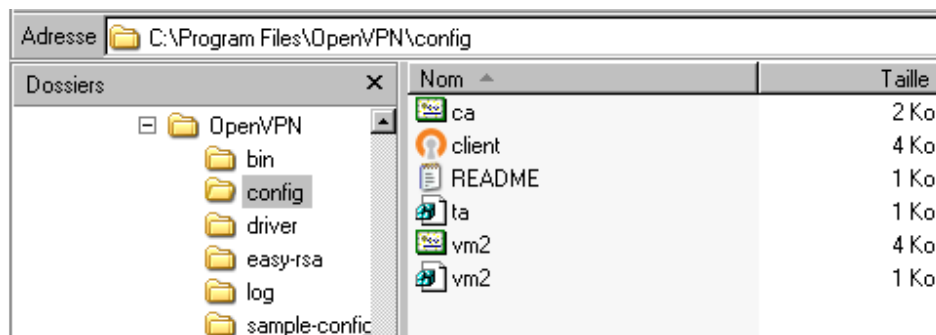 Adresse C:\Program Files\OpenVPN\config
Dossiers
OpenVPN
bin
config
driver
easy-rsa
log
sample-config
Nom Taille
ca 2 Ko
client 4 Ko
README 1 Ko
ta 1 Ko
vm2 4 Ko
vm2 1 Ko